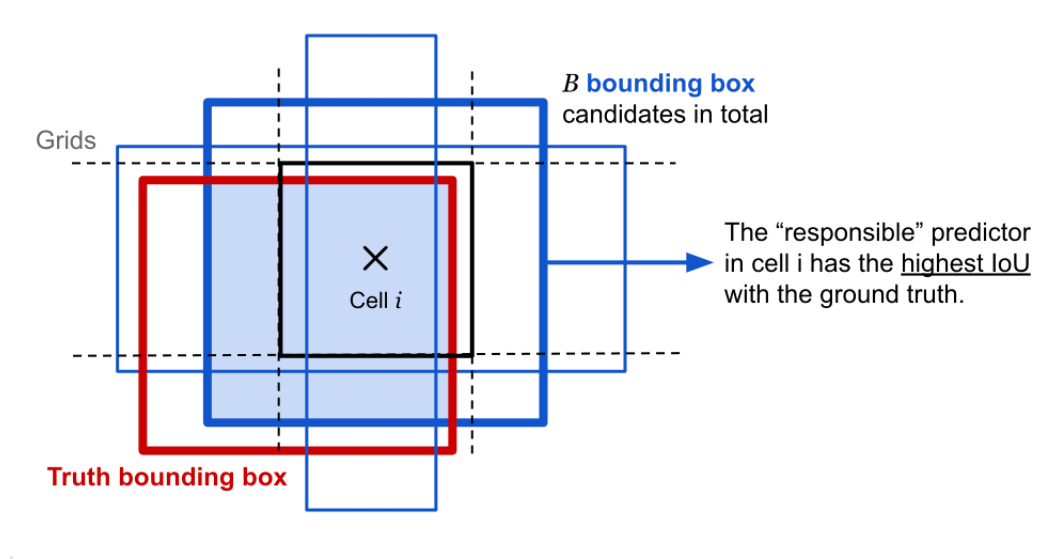 B bounding box
candidates in total
Grids
The “responsible” predictor
in cell i has the highest IoU
with the ground truth.
Cell i
Truth bounding box